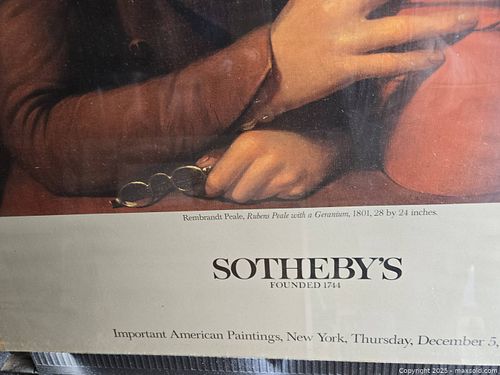 Rembrandt Peale, Rubens Peale with a Geranium, 1801, 28 by 24 inches.
SOTHEBY'S
FOUNDED 1744
Important American Paintings, New York, Thursday, December 5,
Copyright 2025 - maxsold.com